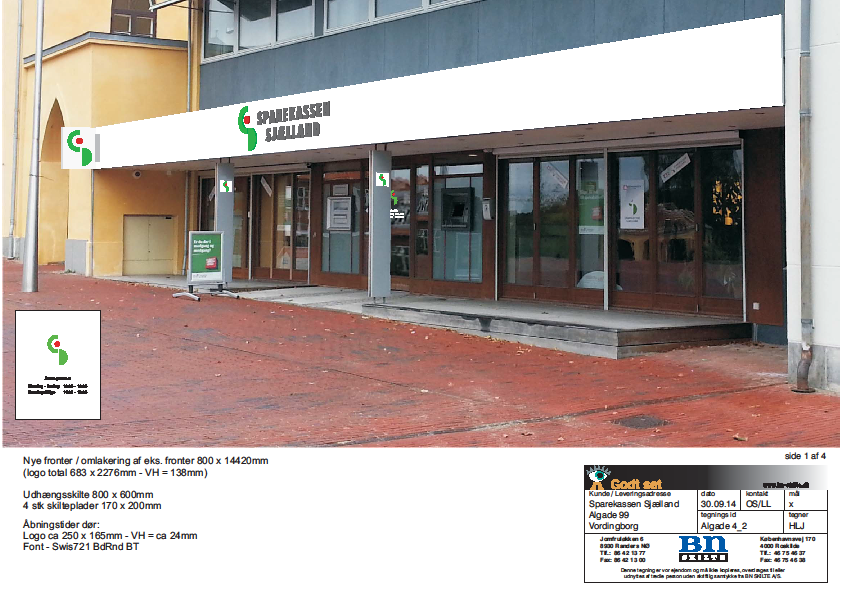 SPAREKASSEN
SJÆLLAND
Nye fronter / omlakering af eks. fronter 800 x 14420mm
(logo total 683 x 2276mm - VH = 138mm)
Udhængsskilte 800 x 600mm
4 stk skilteplader 170 x 200mm
Åbningstider dør:
Logo ca 250 x 165mm - VH = ca 24mm
Font - Swis721 BdRnd BT
side 1 af 4
Godt set
www.bn-skilte.dk
Kunde / Leveringsadresse
Sparekassen Sjælland
Algade 99
Vordingborg
dato
30.09.14
kontakt
OS/LL
mål
x
tegnings id
Algade 4_2
tegner
HLJ
Jomfruløkken 6
8930 Randers NØ
Tlf.: 86 42 13 77
Fax: 86 42 13 00
BN
SKILTE
Københavnsvej 170
4000 Roskilde
Tlf.: 46 75 46 37
Fax: 46 75 46 38
Denne tegning er vor ejendom og må ikke kopieres, overdrages til eller
udnyttes af tredie person uden skriftlig samtykke fra BN SKILTE A/S.